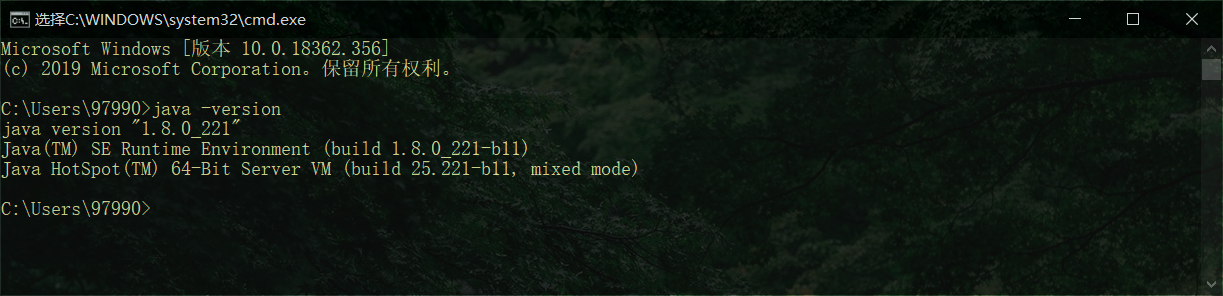 选择C:\WINDOWS\system32\cmd.exe
Microsoft Windows [版本 10.0.18362.356]
(c) 2019 Microsoft Corporation。保留所有权利。
C:\Users\97990>java -version
java version "1.8.0_221"
Java(TM) SE Runtime Environment (build 1.8.0_221-b11)
Java HotSpot(TM) 64-Bit Server VM (build 25.221-b11, mixed mode)
C:\Users\97990>